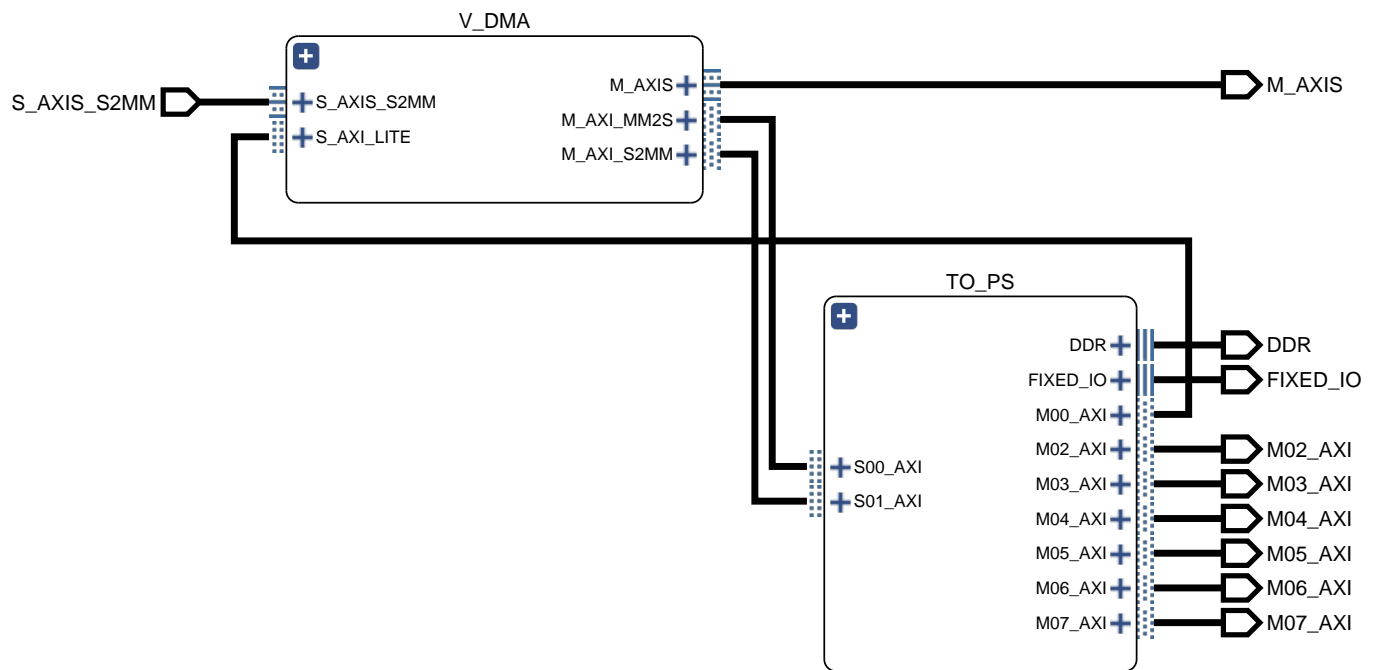 V_DMA
S_AXIS_S2MM
S_AXIS_S2MM
S_AXI_LITE
M_AXIS
M_AXI_MM2S
M_AXI_S2MM
M_AXIS
TO_PS
S00_AXI
S01_AXI
DDR
FIXED_IO
M00_AXI
M02_AXI
M03_AXI
M04_AXI
M05_AXI
M06_AXI
M07_AXI
DDR
FIXED_IO
M02_AXI
M03_AXI
M04_AXI
M05_AXI
M06_AXI
M07_AXI